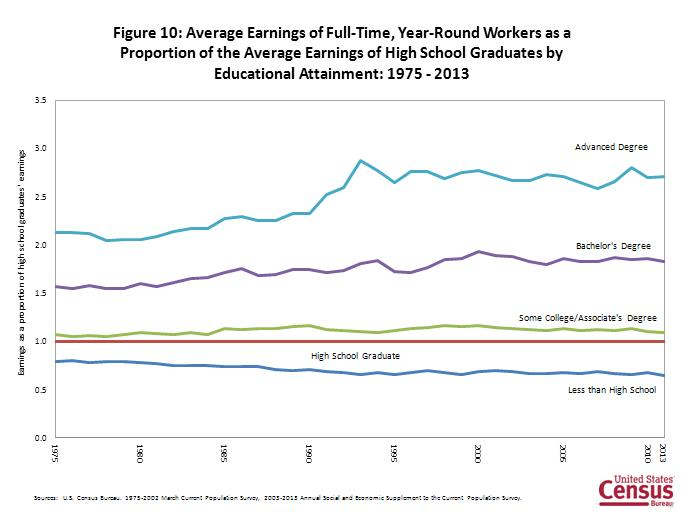 Figure 10: Average Earnings of Full-Time, Year-Round Workers as a
Proportion of the Average Earnings of High School Graduates by
Educational Attainment: 1975 - 2013
Earnings as a proportion of high school graduates' earnings
3.5
3.0
2.5
2.0
1.5
1.0
0.5
0.0
Advanced Degree
Bachelor's Degree
Some College/Associate's Degree
High School Graduate
Less than High School
1975
1980
1985
1990
1995
2000
2005
2010
2013
Sources: U.S. Census Bureau. 1975-2002 March Current Population Survey, 2003-2013 Annual Social and Economic Supplement to the Current Population Survey.
United States
Census
Bureau